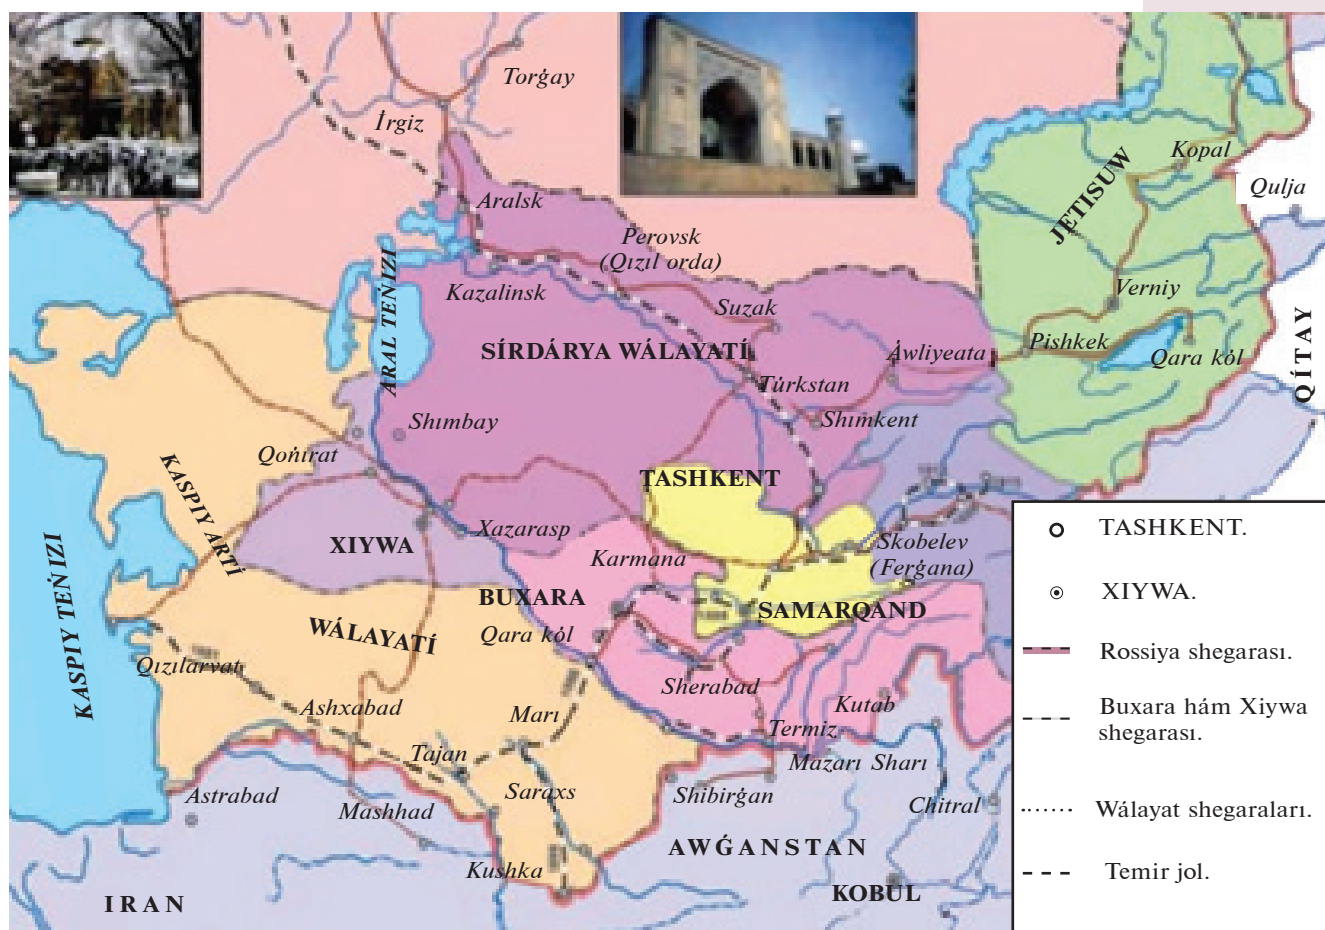 Torǵay
Írgiz
Aralsk
Perovsk
(Qızıl orda)
Kazalinsk
Suzak
ARAL TEŃIZI
SÍRDÁRYA WÁLAYATÍ
Áwliyeata
Túrkstan
Shımkent
JETISUW
Kopal
Qulja
Verniy
Pishkek
Qara kól
QÍTAY
Shımbay
Qońırat
KASPIY ARTÍ
KASPIY TEŃIZI
TASHKENT
XIYWA
Xazarasp
Karmana
Skobelev
(Ferǵana)
BUXARA
SAMARQAND
WÁLAYATÍ
Qara kól
Qızılarvat
Sherabad
Ashxabad
Marı
Kutab
Termiz
Tajan
Mazarı Sharı
Astrabad
Mashhad
Saraxs
Shibirǵan
Chitral
Kushka
AWǴANSTAN
KOBUL
IRAN
TASHKENT.
XIYWA.
Rossiya shegarası.
Buxara hám Xiywa
shegarası.
Wálayat shegaraları.
Temir jol.